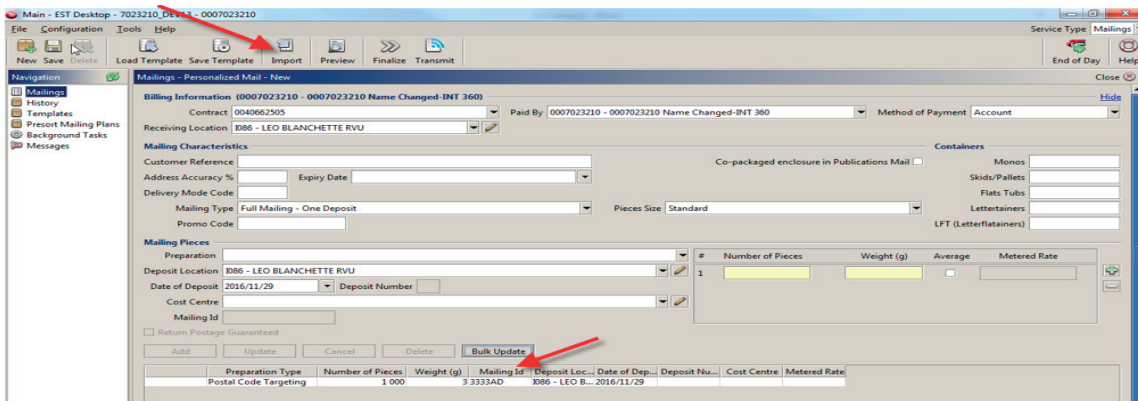 Main - EST Desktop - 7023210_DEV13 - 0007023210
File Configuration Tools Help
Service Type Mailings
New Save Delete Load Template Save Template Import Preview Finalize Transmit End of Day Help
Navigation
Mailings - Personalized Mail - New Close
Mailings
History
Templates
Presort Mailing Plans
Background Tasks
Messages
Billing Information (0007023210 - 0007023210 Name Changed-INT 360) Hide
Contract 0040662505 Paid By 0007023210 - 0007023210 Name Changed-INT 360 Method of Payment Account
Receiving Location I086 - LEO BLANCHETTE RVU
Mailing Characteristics Containers
Customer Reference Co-packaged enclosure in Publications Mail Monos
Address Accuracy % Expiry Date Skids/Pallets
Delivery Mode Code Flats Tubs
Mailing Type Full Mailing - One Deposit Pieces Size Standard Lettertainers
Promo Code LFT (Letterflatainers)
Mailing Pieces
Preparation # Number of Pieces Weight (g) Average Metered Rate
Deposit Location I086 - LEO BLANCHETTE RVU 1
Date of Deposit 2016/11/29 Deposit Number
Cost Centre
Mailing Id
Return Postage Guaranteed
Add Update Cancel Delete Bulk Update
Preparation Type Number of Pieces Weight (g) Mailing Id Deposit Loc... Date of Dep... Deposit Nu... Cost Centre Metered Rate
Postal Code Targeting 1 000 3 3333AD I086 - LEO B... 2016/11/29